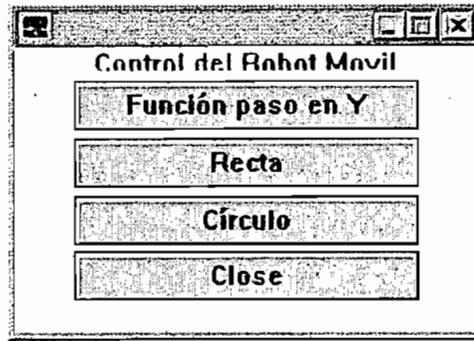 Control del Robot Movil
Función paso en Y
Recta
Círculo
Close